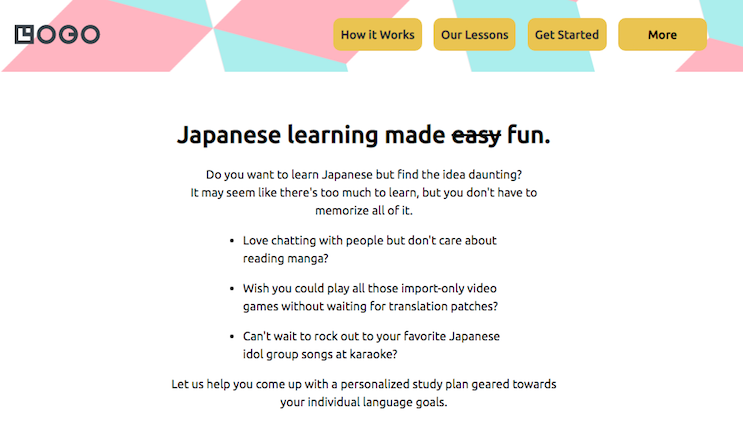 LOGO
How it Works
Our Lessons
Get Started
More
Japanese learning made easy fun.
Do you want to learn Japanese but find the idea daunting?
It may seem like there's too much to learn, but you don't have to
memorize all of it.
• Love chatting with people but don't care about
reading manga?
• Wish you could play all those import-only video
games without waiting for translation patches?
• Can't wait to rock out to your favorite Japanese
idol group songs at karaoke?
Let us help you come up with a personalized study plan geared towards
your individual language goals.